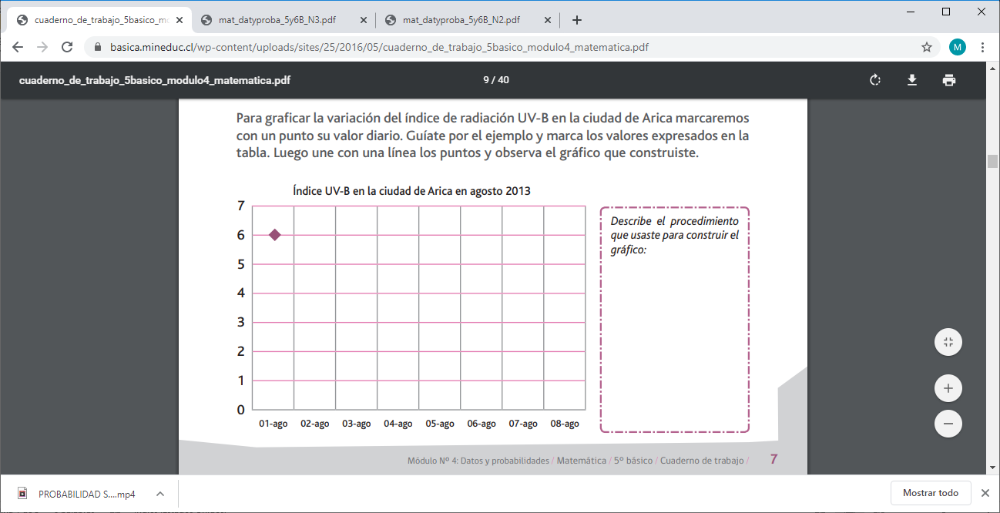 cuaderno_de_trabajo_5basico_mo
mat_datyproba_5y6B_N3.pdf
mat_datyproba_5y6B_N2.pdf
basica.mineduc.cl/wp-content/uploads/sites/25/2016/05/cuaderno_de_trabajo_5basico_modulo4_matematica.pdf
M
cuaderno_de_trabajo_5basico_modulo4_matematica.pdf
9 / 40
Para graficar la variación del índice de radiación UV-B en la ciudad de Arica marcaremos
con un punto su valor diario. Guíate por el ejemplo y marca los valores expresados en la
tabla. Luego une con una línea los puntos y observa el gráfico que construiste.
Índice UV-B en la ciudad de Arica en agosto 2013
7
6
5
4
3
2
1
0
01-ago 02-ago 03-ago 04-ago 05-ago 06-ago 07-ago 08-ago
Describe el procedimiento
que usaste para construir el
gráfico:
Módulo Nº 4: Datos y probabilidades / Matemática / 5º básico / Cuaderno de trabajo / 7
PROBABILIDAD S....mp4
Mostrar todo